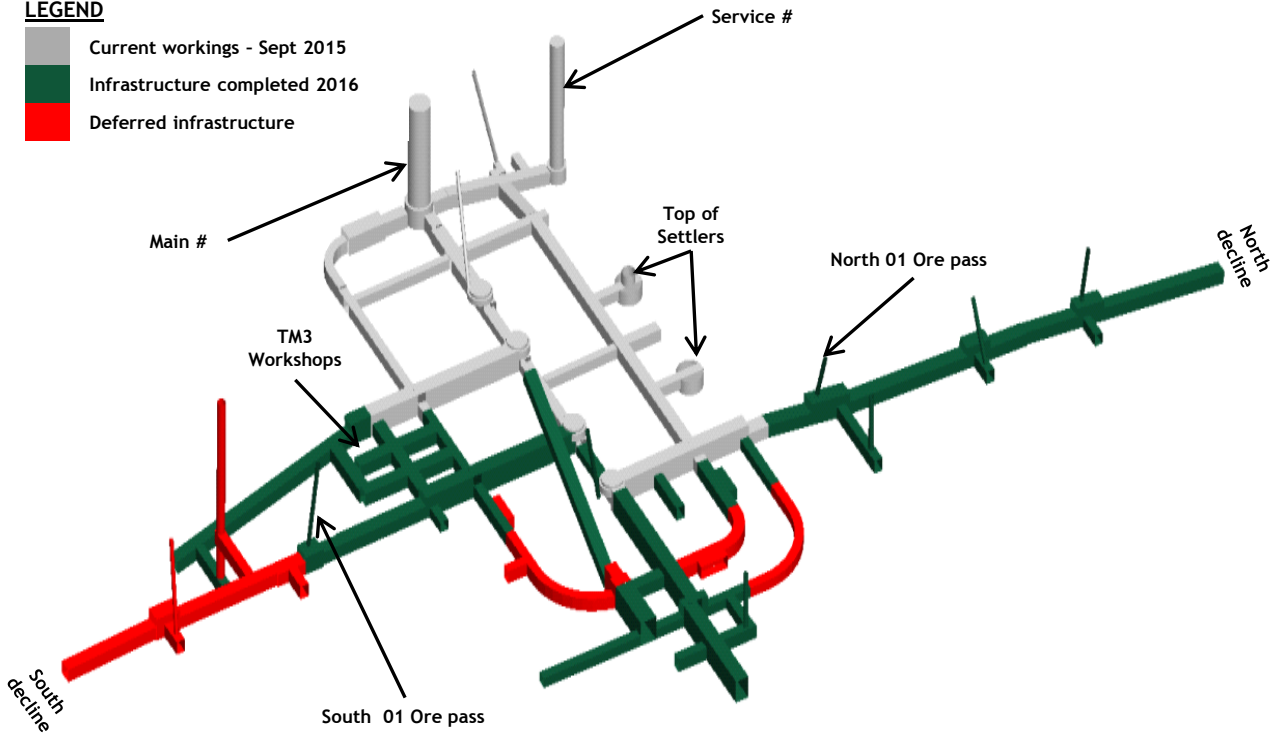 LEGEND
Current workings - Sept 2015
Infrastructure completed 2016
Deferred infrastructure
Service #
Main #
Top of
Settlers
North 01 Ore pass
North
decline
TM3
Workshops
South
decline
South 01 Ore pass